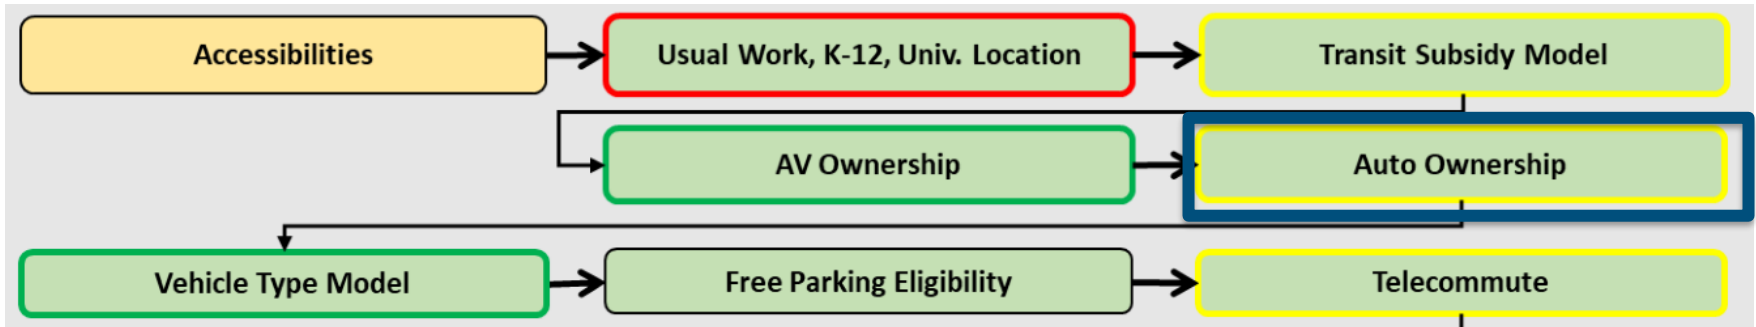 Accessibilities
Usual Work, K-12, Univ. Location
Transit Subsidy Model
AV Ownership
Auto Ownership
Vehicle Type Model
Free Parking Eligibility
Telecommute